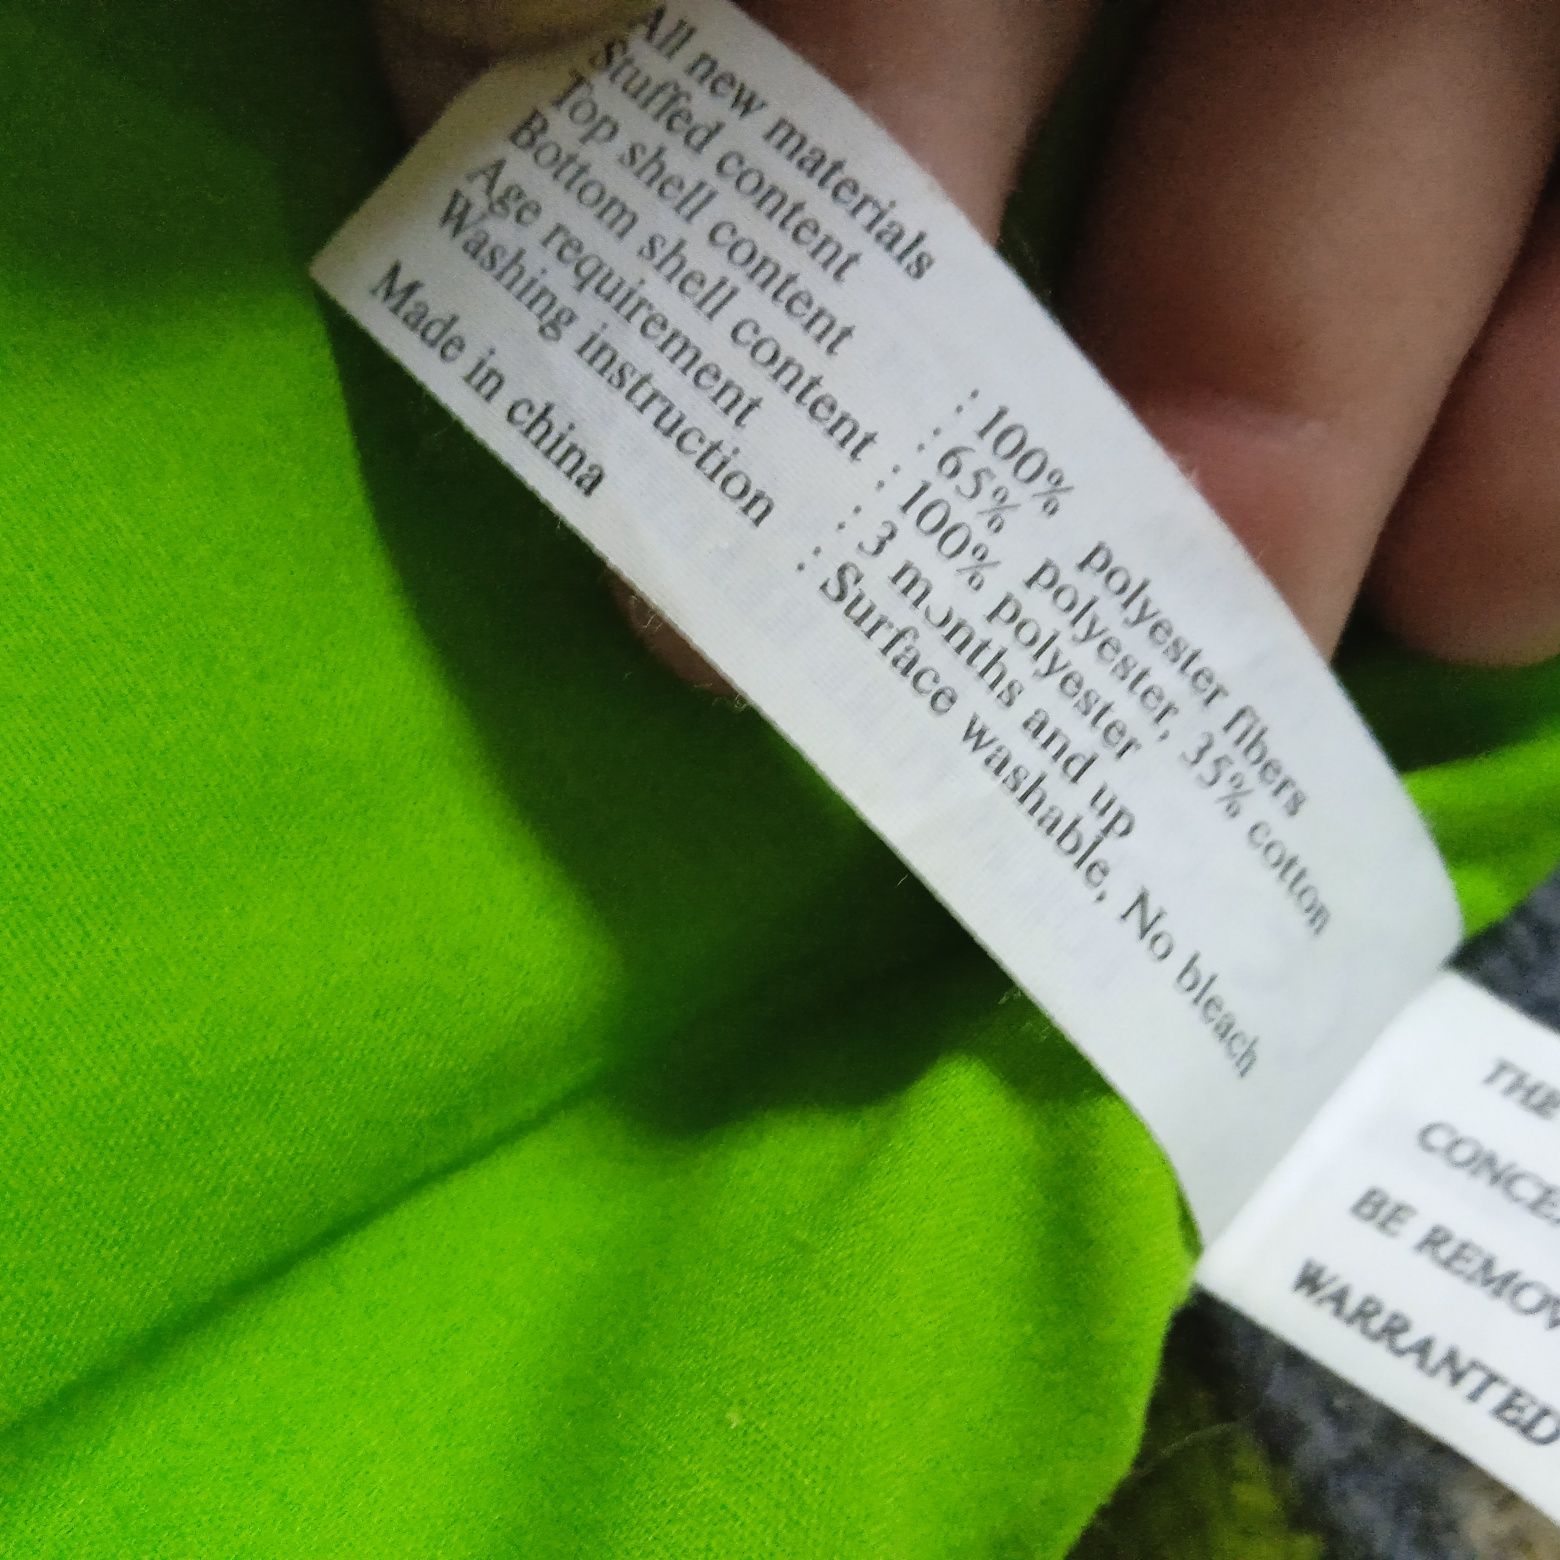 All new materials
Stuffed content : 100% polyester fibers
Top shell content : 65% polyester, 35% cotton
Bottom shell content : 100% polyester
Age requirement : 3 months and up
Washing instruction : Surface washable, No bleach
Made in china
THE
BE REMOV
WARRANTED